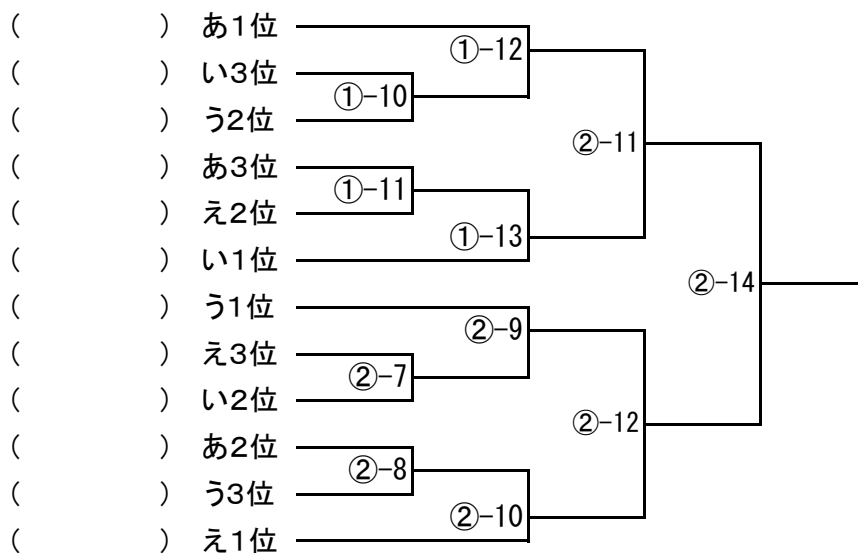 (　　　) あ1位
①-12
(　　　) い3位
①-10
(　　　) う2位
②-11
(　　　) あ3位
①-11
(　　　) え2位
①-13
(　　　) い1位
②-14
(　　　) う1位
②-9
(　　　) え3位
②-7
(　　　) い2位
②-12
(　　　) あ2位
②-8
(　　　) う3位
②-10
(　　　) え1位